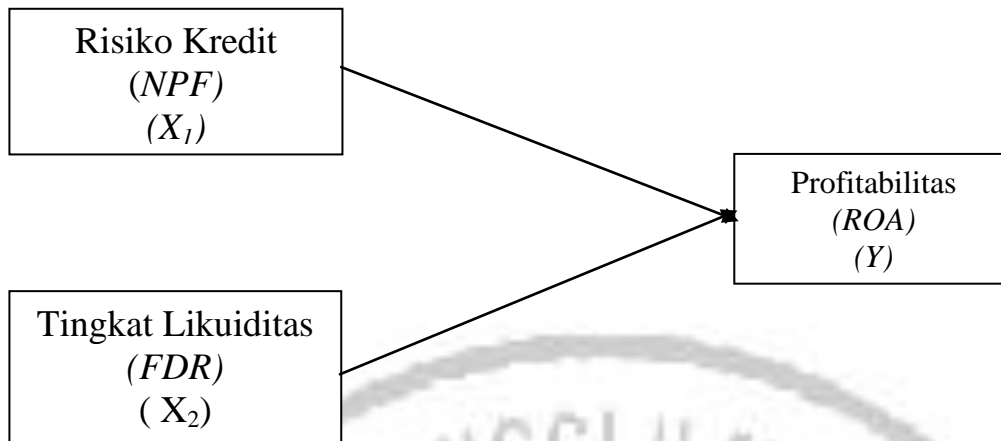 Risiko Kredit
(NPF)
(X₁)
Profitabilitas
(ROA)
(Y)
Tingkat Likuiditas
(FDR)
( X₂)